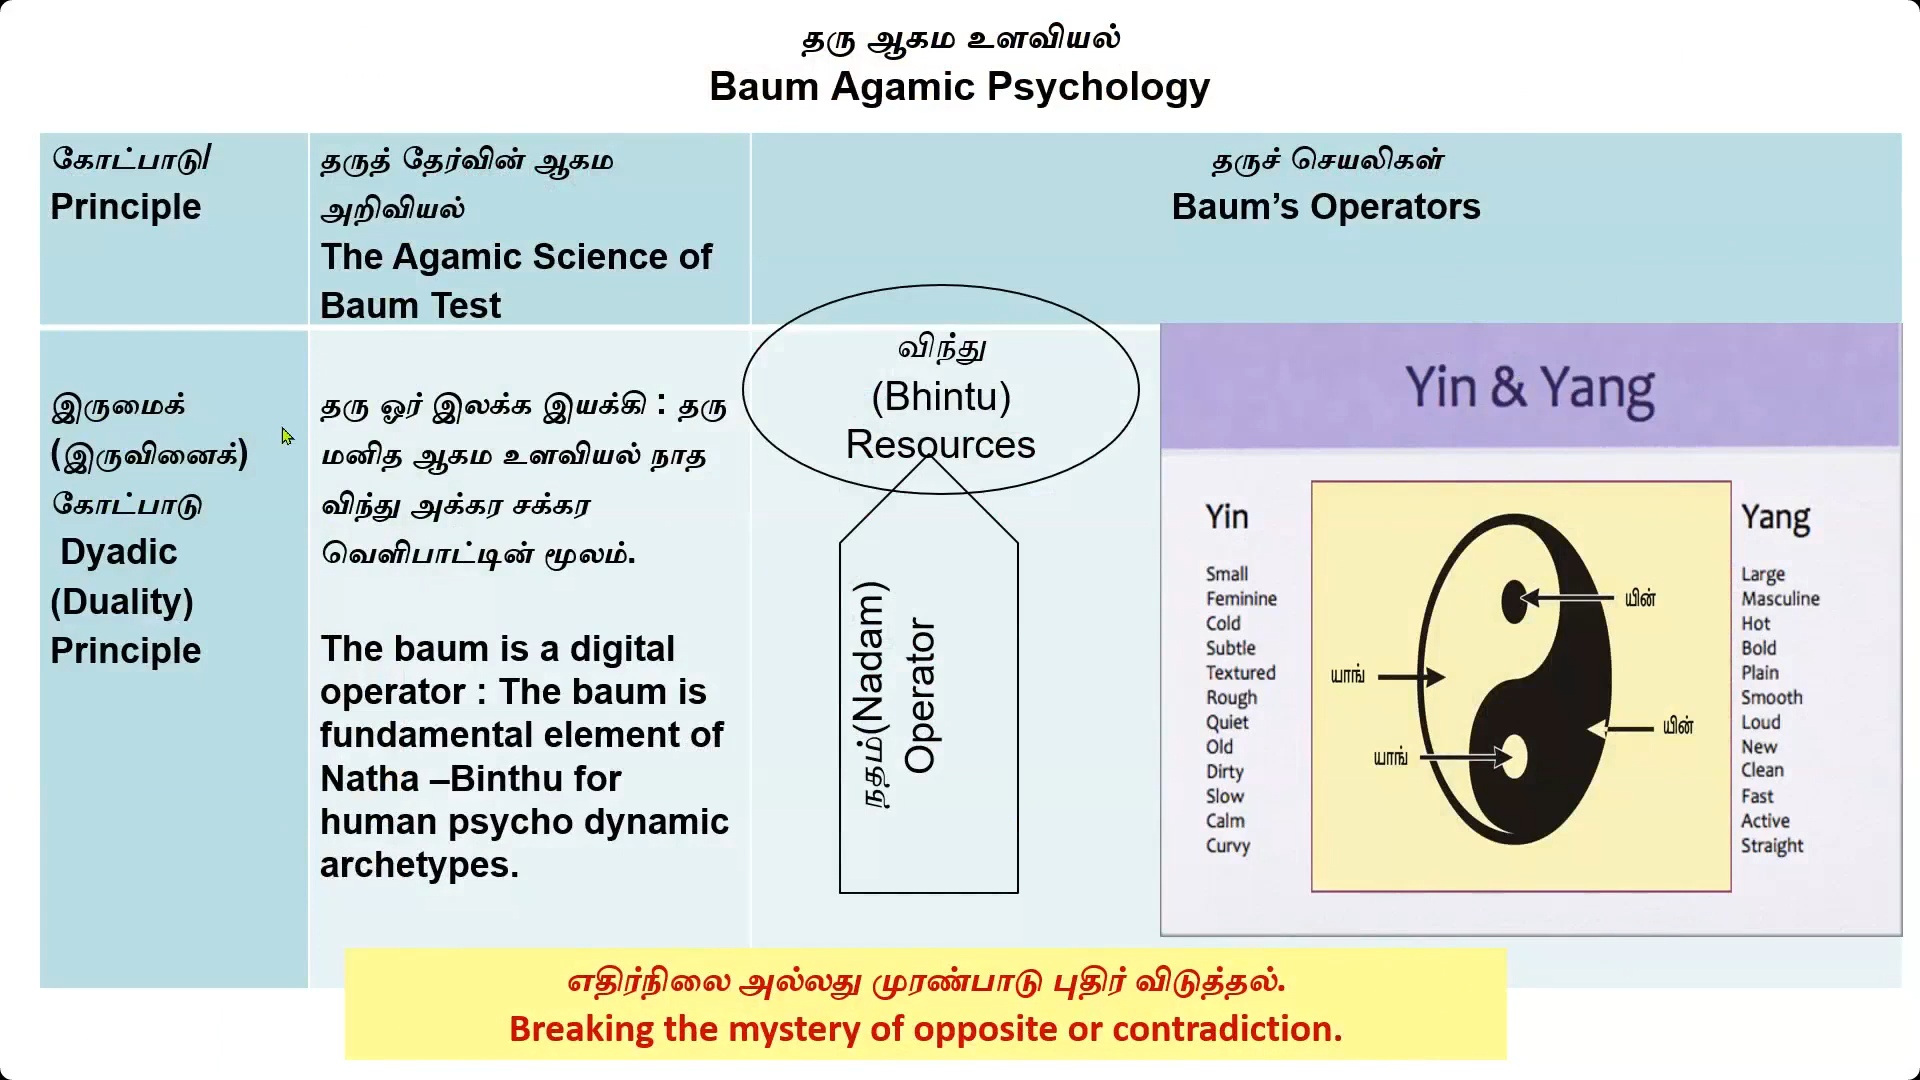 தரு ஆகம உளவியல்
Baum Agamic Psychology
கோட்பாடு/
Principle
தருத் தேர்வின் ஆகம
அறிவியல்
The Agamic Science of
Baum Test
தருச் செயலிகள்
Baum’s Operators
இருமைக்
(இருவினைக்)
கோட்பாடு
Dyadic
(Duality)
Principle
தரு ஓர் இலக்க இயக்கி : தரு
மனித ஆகம உளவியல் நாத
விந்து அக்கர சக்கர
வெளிபாட்டின் மூலம்.
The baum is a digital
operator : The baum is
fundamental element of
Natha –Binthu for
human psycho dynamic
archetypes.
விந்து
(Bhintu)
Resources
நதம்(Nadam)
Operator
Yin & Yang
Yin
Small
Feminine
Cold
Subtle
Textured
Rough
Quiet
Old
Dirty
Slow
Calm
Curvy
யின்
யாங்
யின்
யாங்
Yang
Large
Masculine
Hot
Bold
Plain
Smooth
Loud
New
Clean
Fast
Active
Straight
எதிர்நிலை அல்லது முரண்பாடு புதிர் விடுத்தல்.
Breaking the mystery of opposite or contradiction.